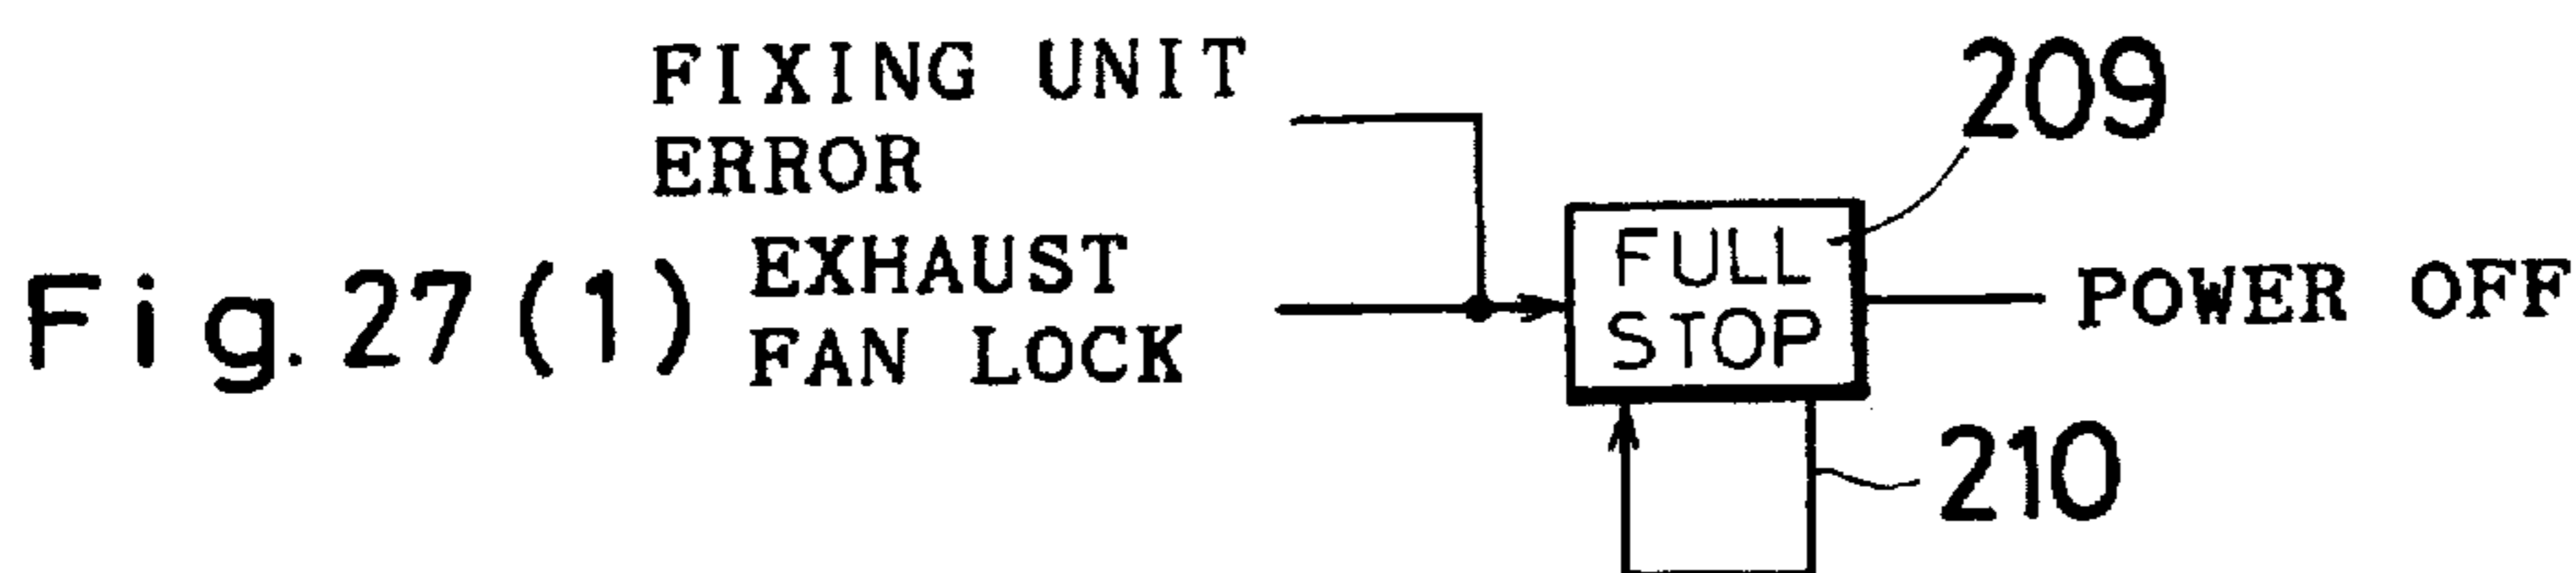 FIXING UNIT
ERROR
Fig. 27 (1)
EXHAUST
FAN LOCK
209
FULL
STOP
POWER OFF
210